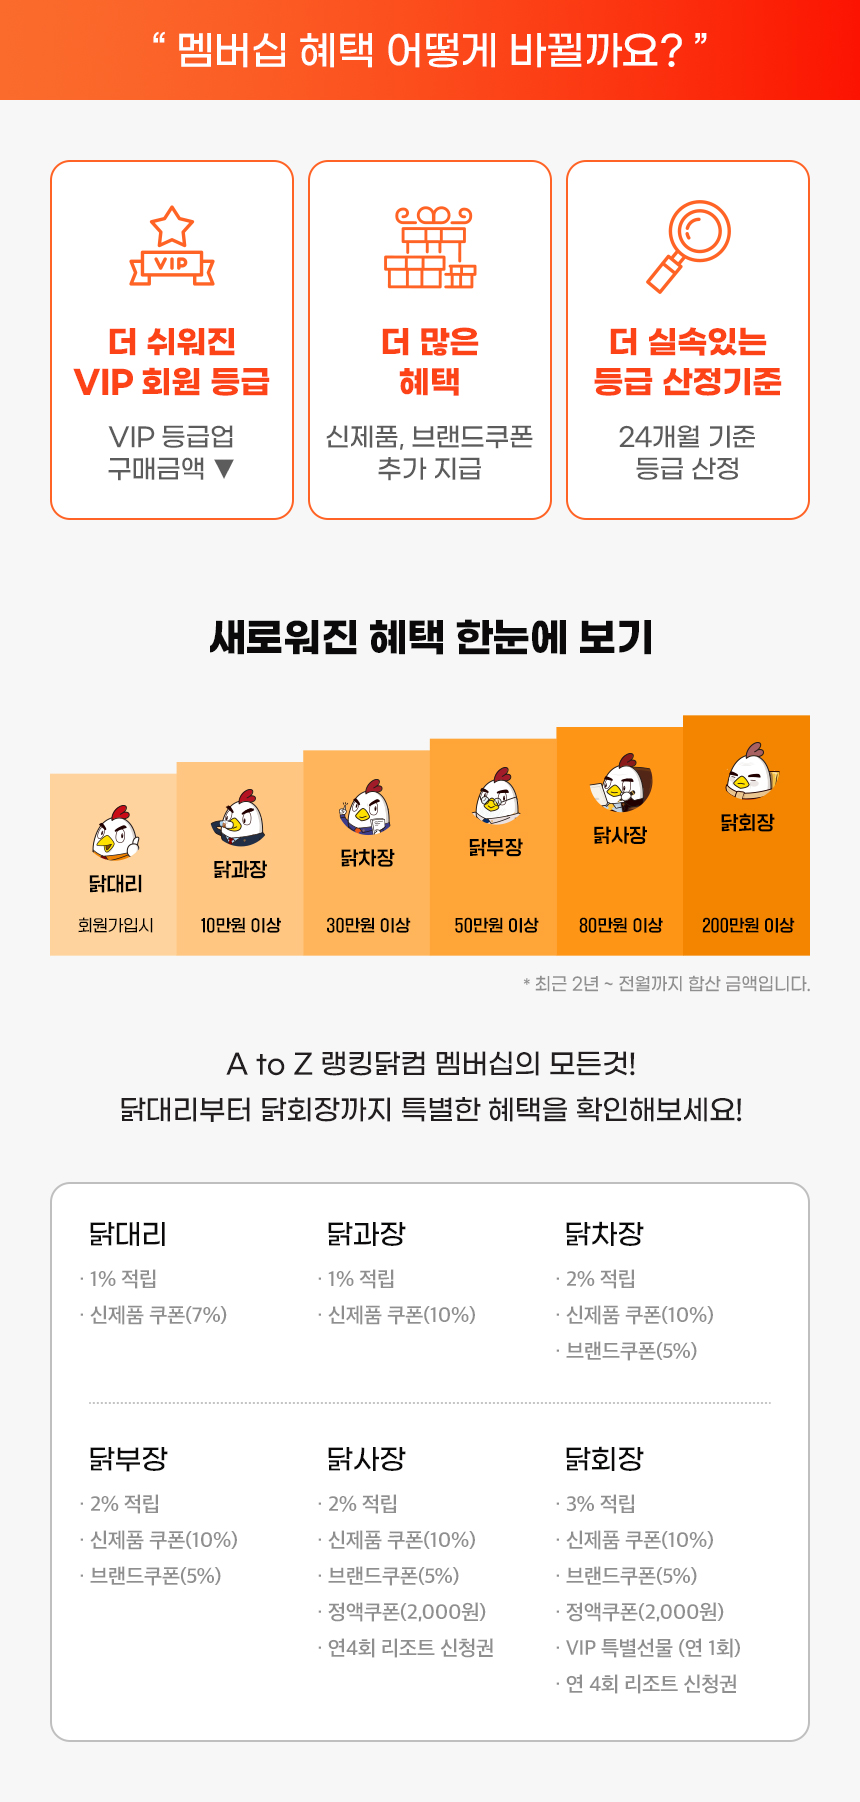 “ 멤버십 혜택 어떻게 바뀔까요? ”
VIP
더 쉬워진
VIP 회원 등급
VIP 등급업
구매금액 ▼
더 많은
혜택
신제품, 브랜드쿠폰
추가 지급
더 실속있는
등급 산정기준
24개월 기준
등급 산정
새로워진 혜택 한눈에 보기
닭대리
회원가입시
닭과장
10만원 이상
닭차장
30만원 이상
닭부장
50만원 이상
닭사장
80만원 이상
닭회장
200만원 이상
* 최근 2년 ~ 전월까지 합산 금액입니다.
A to Z 랭킹닭컴 멤버십의 모든것!
닭대리부터 닭회장까지 특별한 혜택을 확인해보세요!
닭대리
· 1% 적립
· 신제품 쿠폰(7%)
닭과장
· 1% 적립
· 신제품 쿠폰(10%)
닭차장
· 2% 적립
· 신제품 쿠폰(10%)
· 브랜드쿠폰(5%)
닭부장
· 2% 적립
· 신제품 쿠폰(10%)
· 브랜드쿠폰(5%)
닭사장
· 2% 적립
· 신제품 쿠폰(10%)
· 브랜드쿠폰(5%)
· 정액쿠폰(2,000원)
· 연4회 리조트 신청권
닭회장
· 3% 적립
· 신제품 쿠폰(10%)
· 브랜드쿠폰(5%)
· 정액쿠폰(2,000원)
· VIP 특별선물 (연 1회)
· 연 4회 리조트 신청권